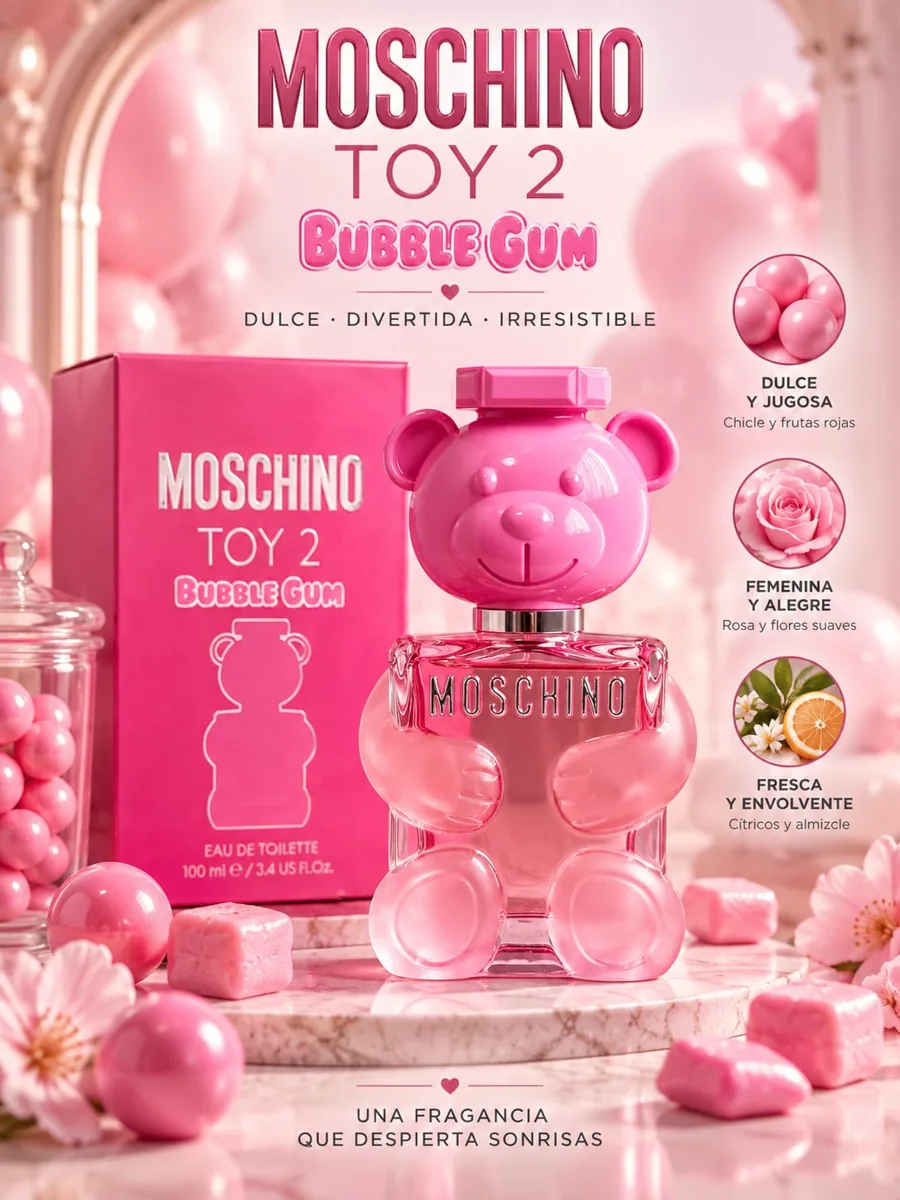 MOSCHINO
TOY 2
BUBBLE GUM
DULCE · DIVERTIDA · IRRESISTIBLE
DULCE
Y JUGOSA
Chicle y frutas rojas
FEMENINA
Y ALEGRE
Rosa y flores suaves
FRESCA
Y ENVOLVENTE
Cítricos y almizcle
MOSCHINO
TOY 2
BUBBLE GUM
EAU DE TOILETTE
100 ml ℮ / 3.4 US FL.Oz.
MOSCHINO
UNA FRAGANCIA
QUE DESPIERTA SONRISAS